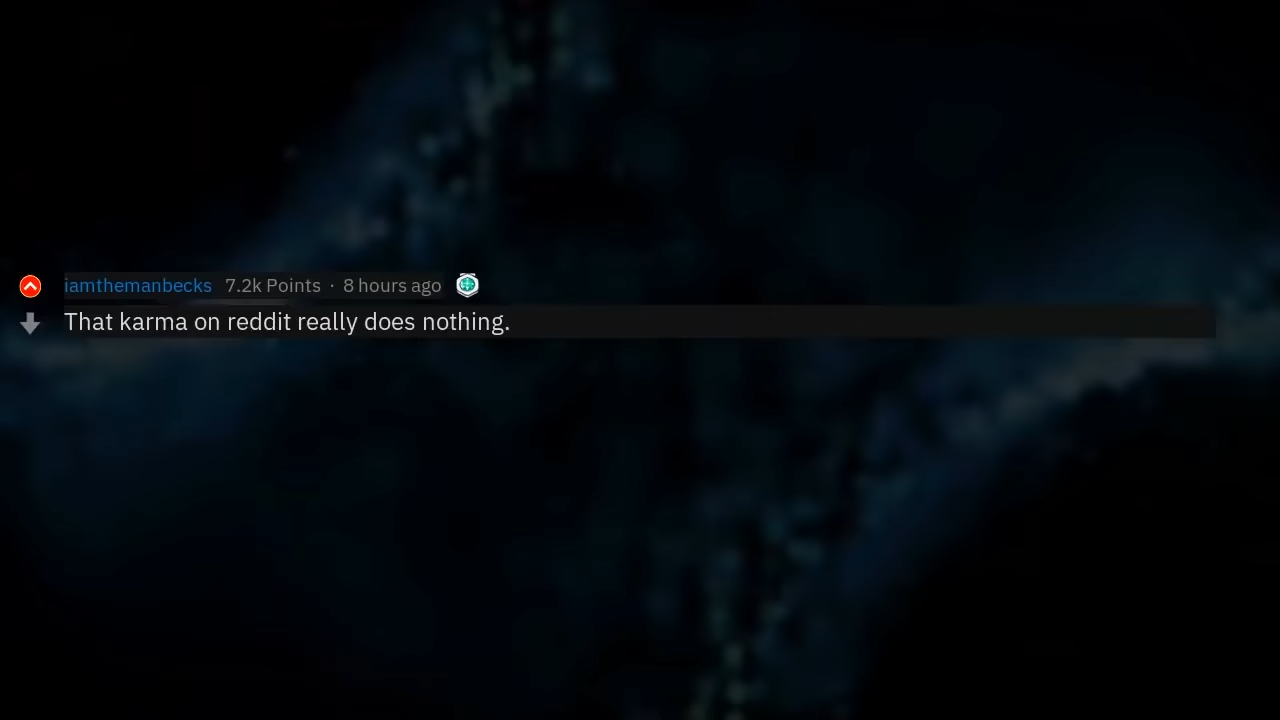 iamthemanbecks 7.2k Points · 8 hours ago
That karma on reddit really does nothing.